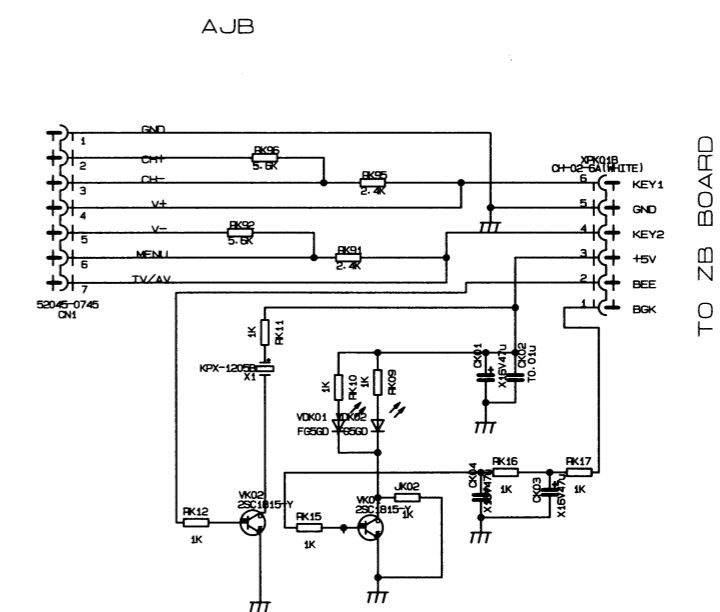 AJB
GND
1
CH+
2
RK96
5.6K
CH-
3
RK95
2.4K
V+
4
V-
5
RK92
5.6K
MENU
6
RK91
2.4K
TV/AV
7
52045-0745
CN1
XPK01B
CH-02-6A(WHITE)
6
KEY1
5
GND
4
KEY2
3
+5V
2
BEE
1
BGK
TO ZB BOARD
1K
RK11
KPX-1205B
X1
1K
RK10
1K
RK09
CK01
X16V47u
CK02
T0.01u
VDK01
FG5GD
VDK02
FG5GD
CK04
X16V47u
RK16
1K
CK03
X16V47u
RK17
1K
JK02
1K
VK02
2SC1815-Y
RK12
1K
VK01
2SC1815-Y
RK15
1K